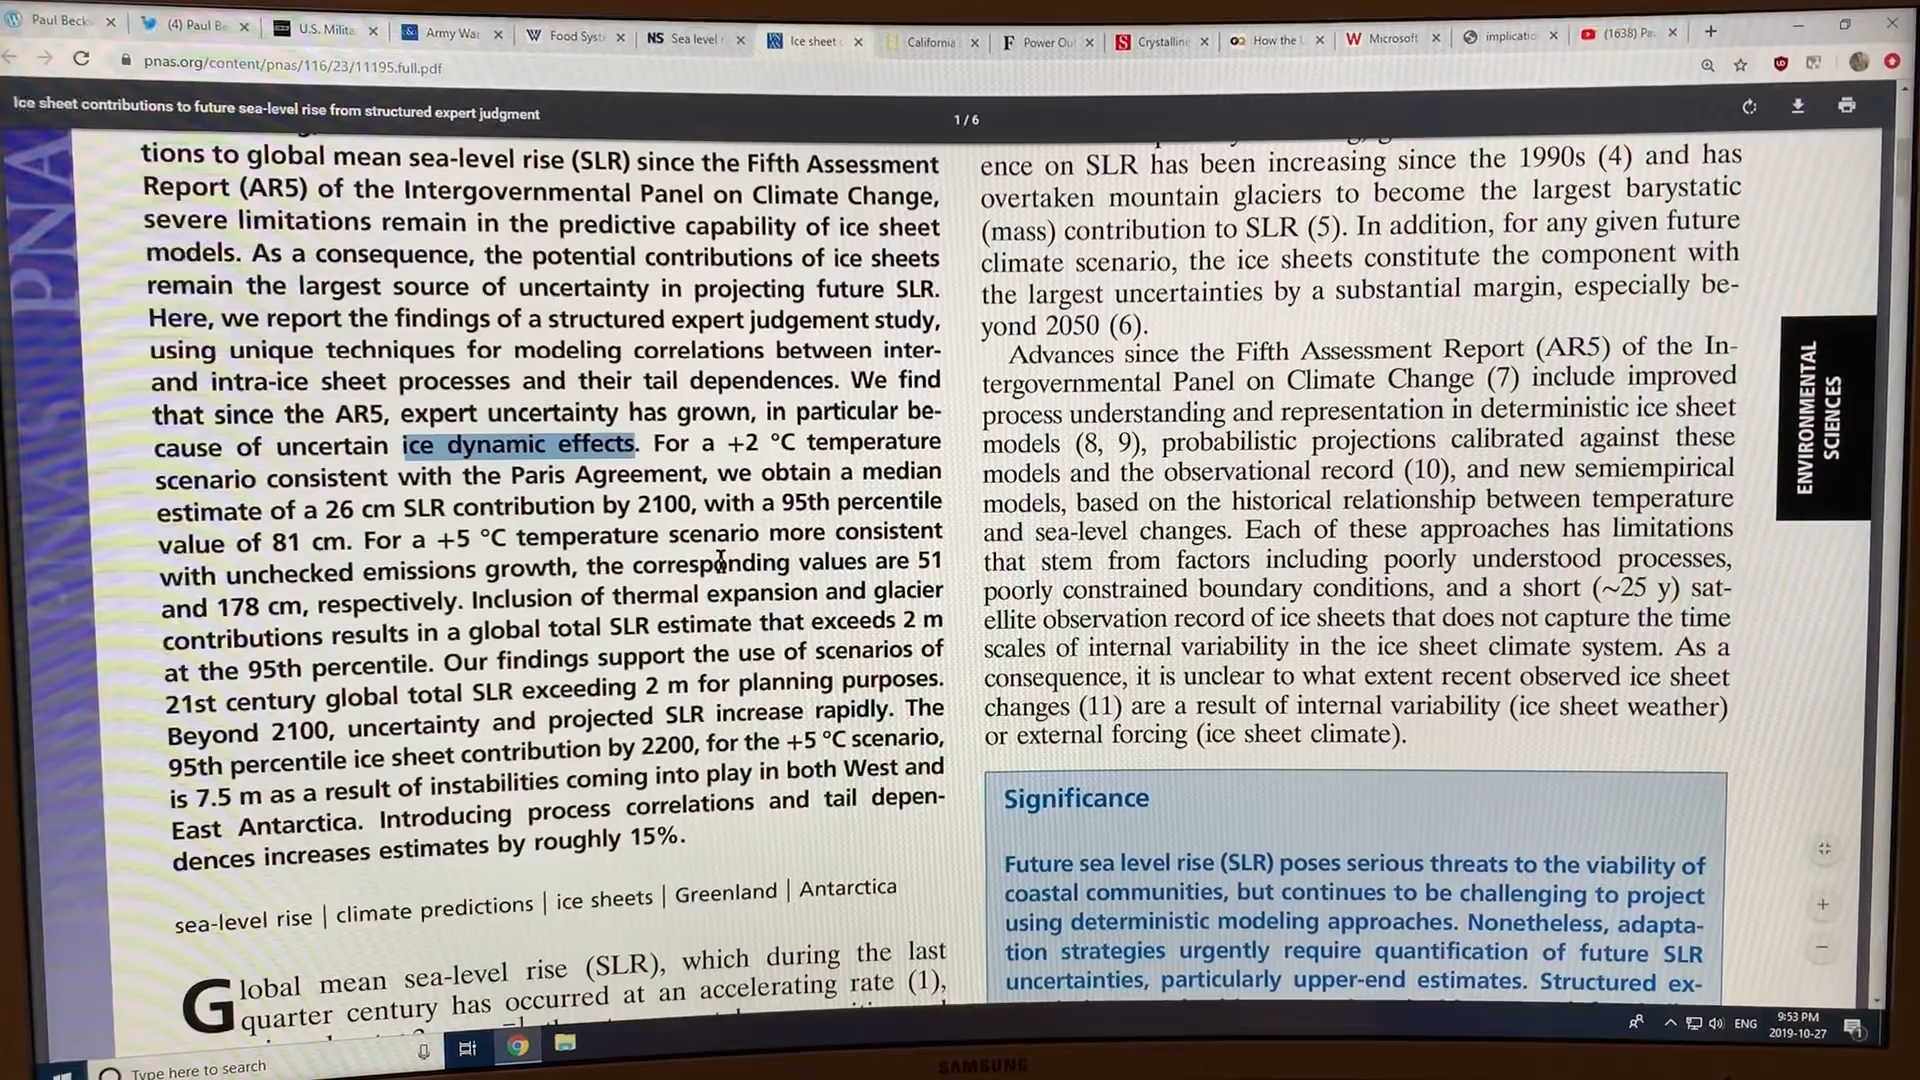 Paul Beck
(4) Paul Be
U.S. Milita
Army War
Food Syst
NS Sea level r
Ice sheet c
California
Power Ou
Crystalline
How the
Microsoft
implicatio
(1638) Pa
pnas.org/content/pnas/116/23/11195.full.pdf
Ice sheet contributions to future sea-level rise from structured expert judgment
1 / 6
PNA
tions to global mean sea-level rise (SLR) since the Fifth Assessment
Report (AR5) of the Intergovernmental Panel on Climate Change,
severe limitations remain in the predictive capability of ice sheet
models. As a consequence, the potential contributions of ice sheets
remain the largest source of uncertainty in projecting future SLR.
Here, we report the findings of a structured expert judgement study,
using unique techniques for modeling correlations between inter-
and intra-ice sheet processes and their tail dependences. We find
that since the AR5, expert uncertainty has grown, in particular be-
cause of uncertain ice dynamic effects. For a +2 °C temperature
scenario consistent with the Paris Agreement, we obtain a median
estimate of a 26 cm SLR contribution by 2100, with a 95th percentile
value of 81 cm. For a +5 °C temperature scenario more consistent
with unchecked emissions growth, the corresponding values are 51
and 178 cm, respectively. Inclusion of thermal expansion and glacier
contributions results in a global total SLR estimate that exceeds 2 m
at the 95th percentile. Our findings support the use of scenarios of
21st century global total SLR exceeding 2 m for planning purposes.
Beyond 2100, uncertainty and projected SLR increase rapidly. The
95th percentile ice sheet contribution by 2200, for the +5 °C scenario,
is 7.5 m as a result of instabilities coming into play in both West and
East Antarctica. Introducing process correlations and tail depen-
dences increases estimates by roughly 15%.
sea-level rise | climate predictions | ice sheets | Greenland | Antarctica
Global mean sea-level rise (SLR), which during the last
quarter century has occurred at an accelerating rate (1),
ence on SLR has been increasing since the 1990s (4) and has
overtaken mountain glaciers to become the largest barystatic
(mass) contribution to SLR (5). In addition, for any given future
climate scenario, the ice sheets constitute the component with
the largest uncertainties by a substantial margin, especially be-
yond 2050 (6).
Advances since the Fifth Assessment Report (AR5) of the In-
tergovernmental Panel on Climate Change (7) include improved
process understanding and representation in deterministic ice sheet
models (8, 9), probabilistic projections calibrated against these
models and the observational record (10), and new semiempirical
models, based on the historical relationship between temperature
and sea-level changes. Each of these approaches has limitations
that stem from factors including poorly understood processes,
poorly constrained boundary conditions, and a short (~25 y) sat-
ellite observation record of ice sheets that does not capture the time
scales of internal variability in the ice sheet climate system. As a
consequence, it is unclear to what extent recent observed ice sheet
changes (11) are a result of internal variability (ice sheet weather)
or external forcing (ice sheet climate).
Significance
Future sea level rise (SLR) poses serious threats to the viability of
coastal communities, but continues to be challenging to project
using deterministic modeling approaches. Nonetheless, adapta-
tion strategies urgently require quantification of future SLR
uncertainties, particularly upper-end estimates. Structured ex-
ENVIRONMENTAL
SCIENCES
Type here to search
ENG
9:53 PM
2019-10-27
SAMSUNG